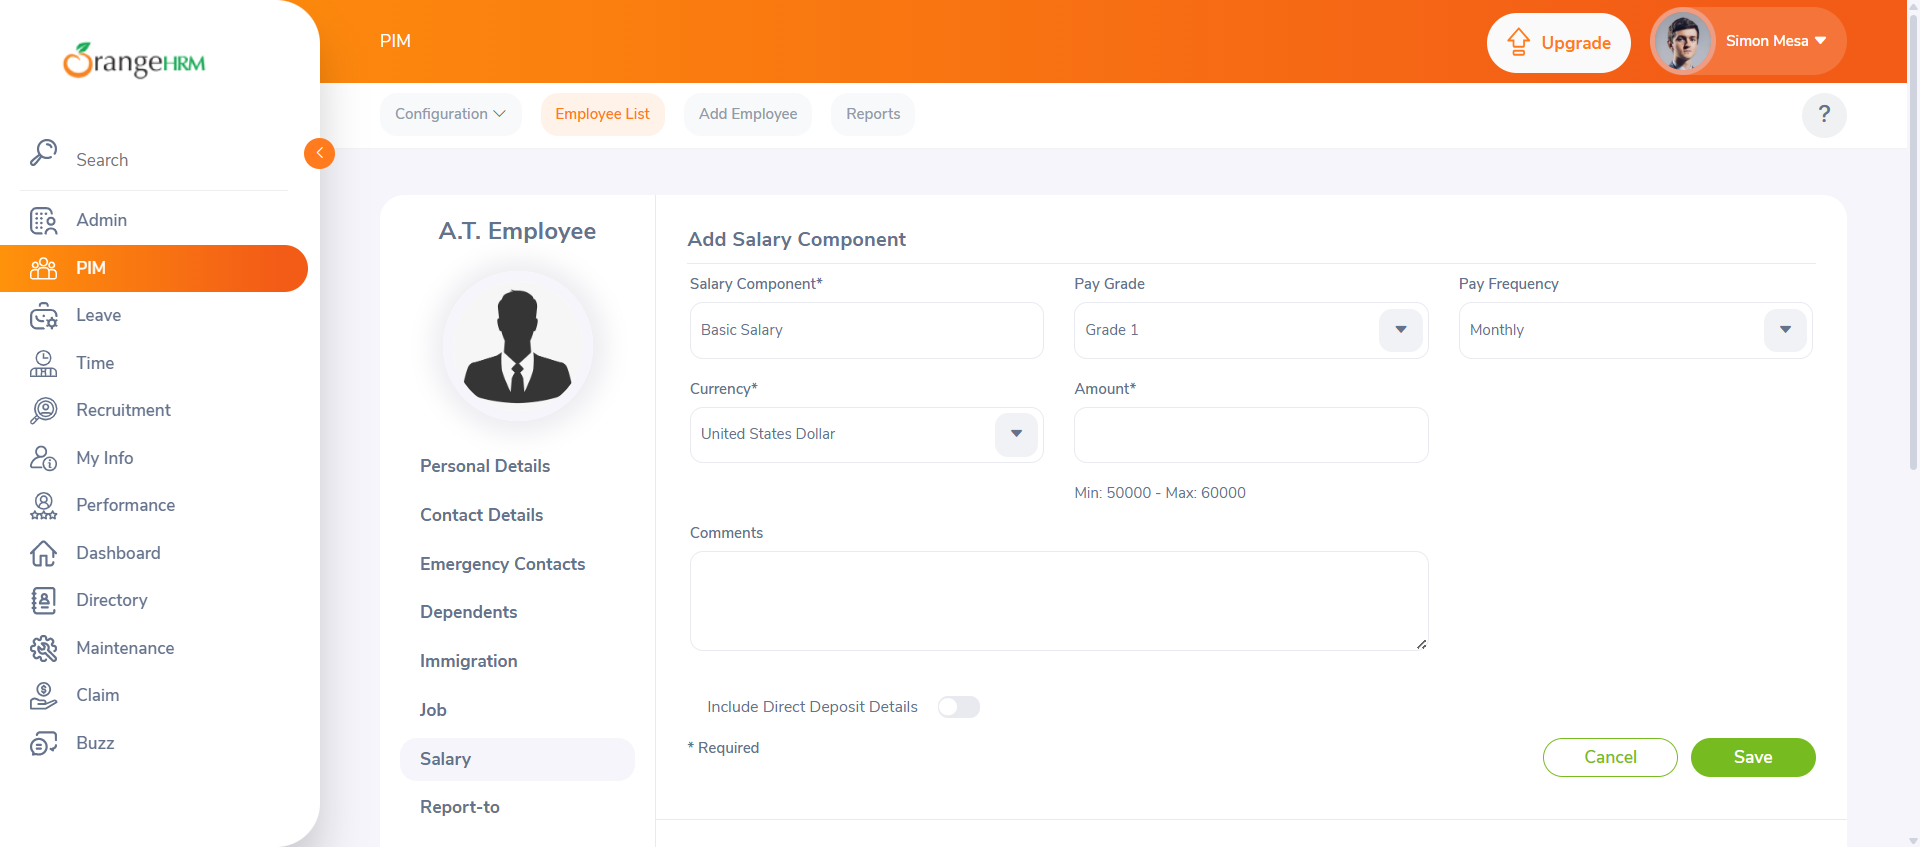 OrangeHRM
Search
Admin
PIM
Leave
Time
Recruitment
My Info
Performance
Dashboard
Directory
Maintenance
Claim
Buzz
PIM
Upgrade
Simon Mesa
Configuration
Employee List
Add Employee
Reports
?
A.T. Employee
Personal Details
Contact Details
Emergency Contacts
Dependents
Immigration
Job
Salary
Report-to
Add Salary Component
Salary Component*
Pay Grade
Pay Frequency
Basic Salary
Grade 1
Monthly
Currency*
Amount*
United States Dollar
Min: 50000 - Max: 60000
Comments
Include Direct Deposit Details
* Required
Cancel
Save